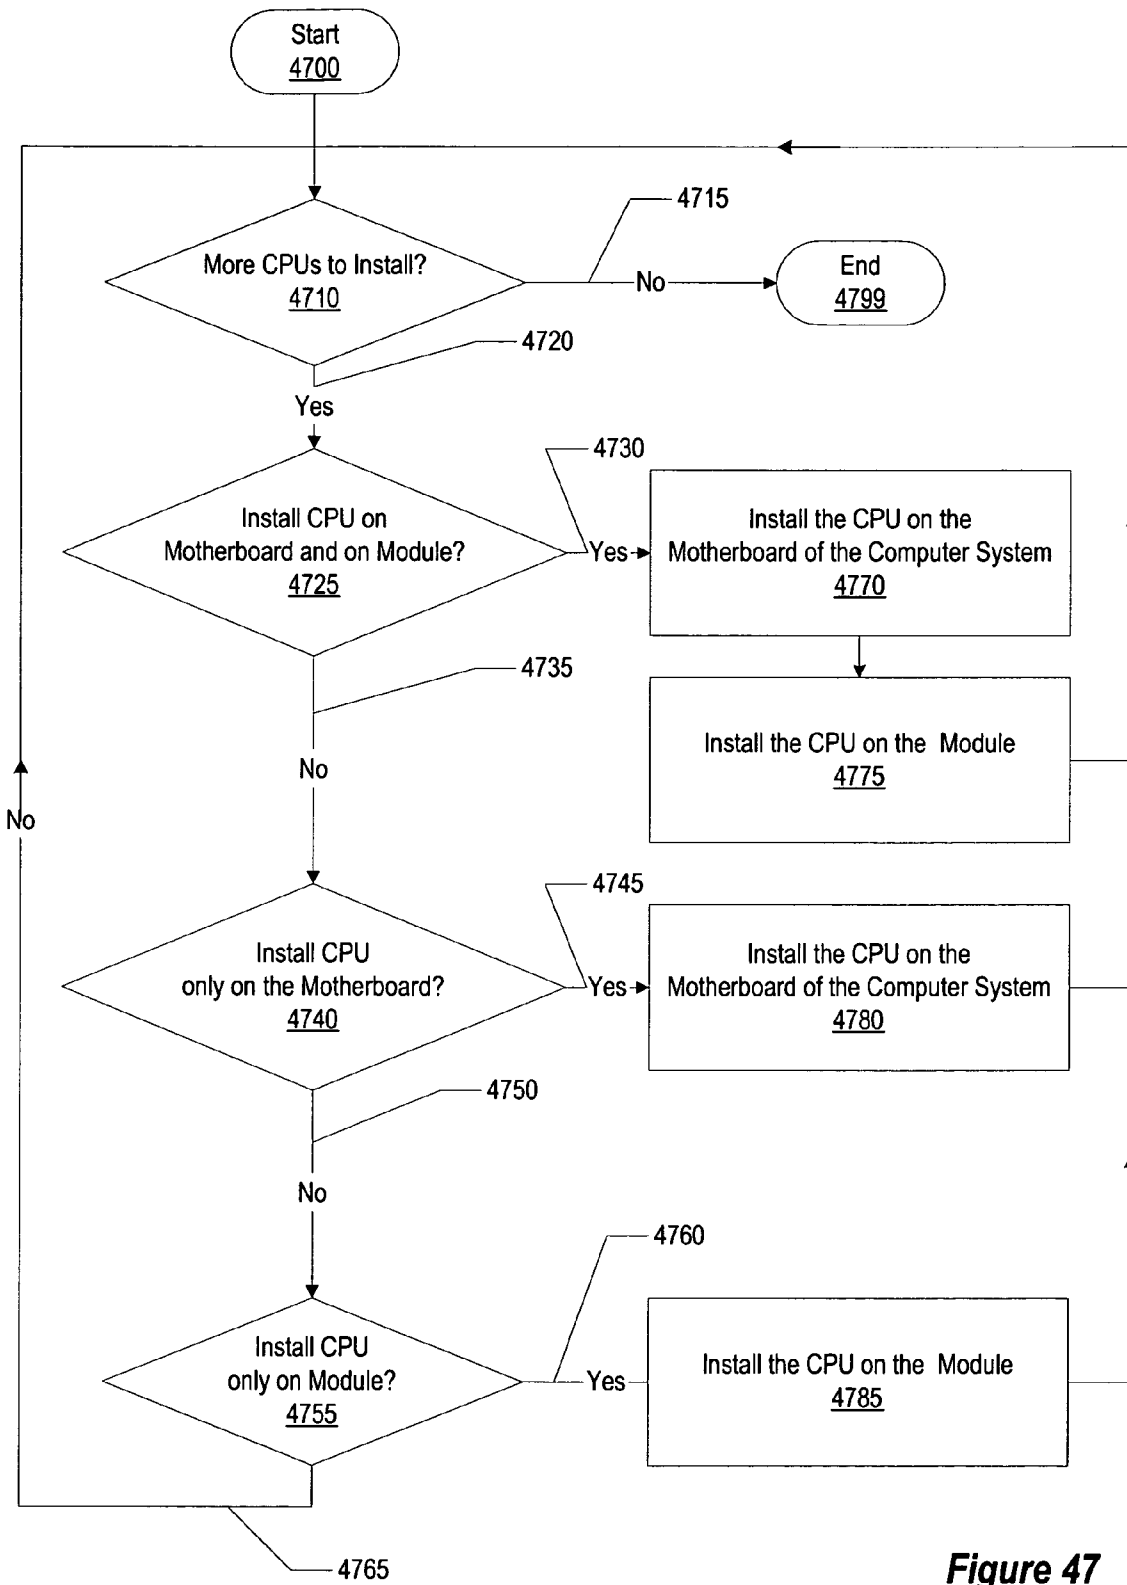 Start
4700
4715
More CPUs to Install?
4710
No
End
4799
4720
Yes
4730
Install CPU on
Motherboard and on Module?
4725
Yes
Install the CPU on the
Motherboard of the Computer System
4770
4735
Install the CPU on the Module
4775
No
No
4745
Install CPU
only on the Motherboard?
4740
Yes
Install the CPU on the
Motherboard of the Computer System
4780
4750
No
4760
Install CPU
only on Module?
4755
Yes
Install the CPU on the Module
4785
4765
Figure 47